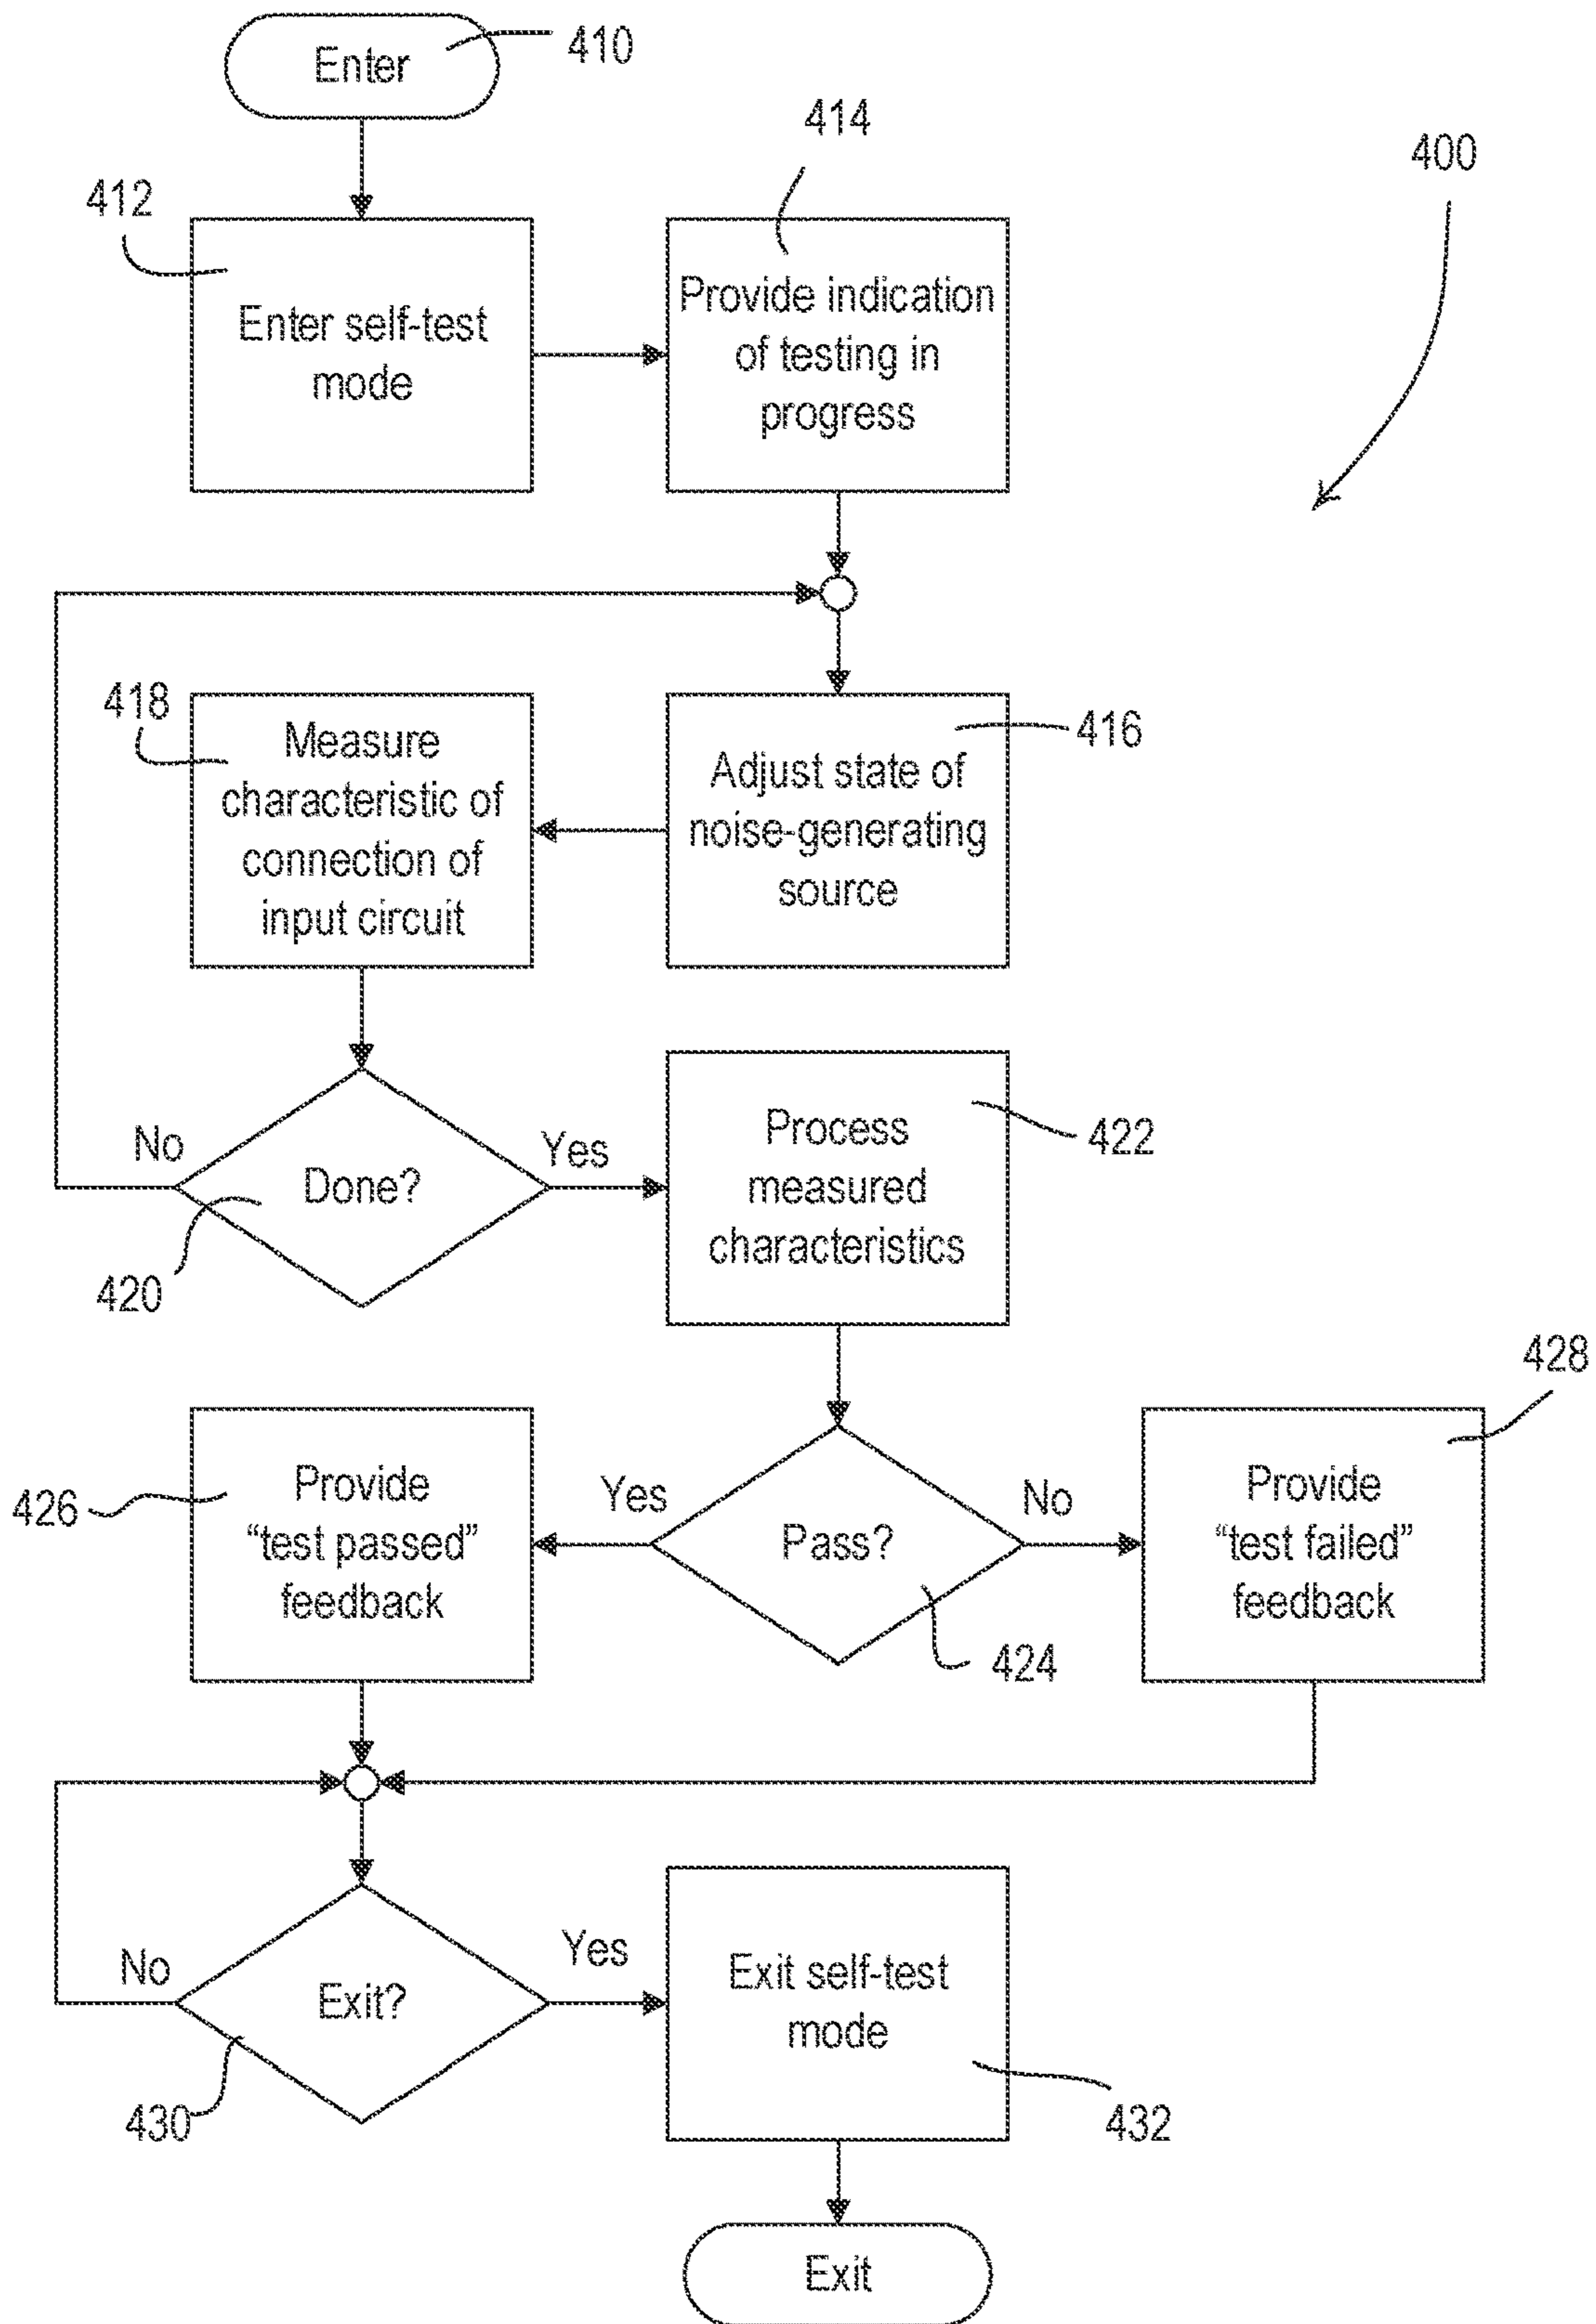 Enter
410
414
400
412
Enter self-test
mode
Provide indication
of testing in
progress
418
Measure
characteristic of
connection of
input circuit
416
Adjust state of
noise-generating
source
No
Done?
Yes
420
Process
measured
characteristics
422
428
426
Provide
“test passed”
feedback
Yes
Pass?
No
424
Provide
“test failed”
feedback
No
Exit?
Yes
430
Exit self-test
mode
432
Exit